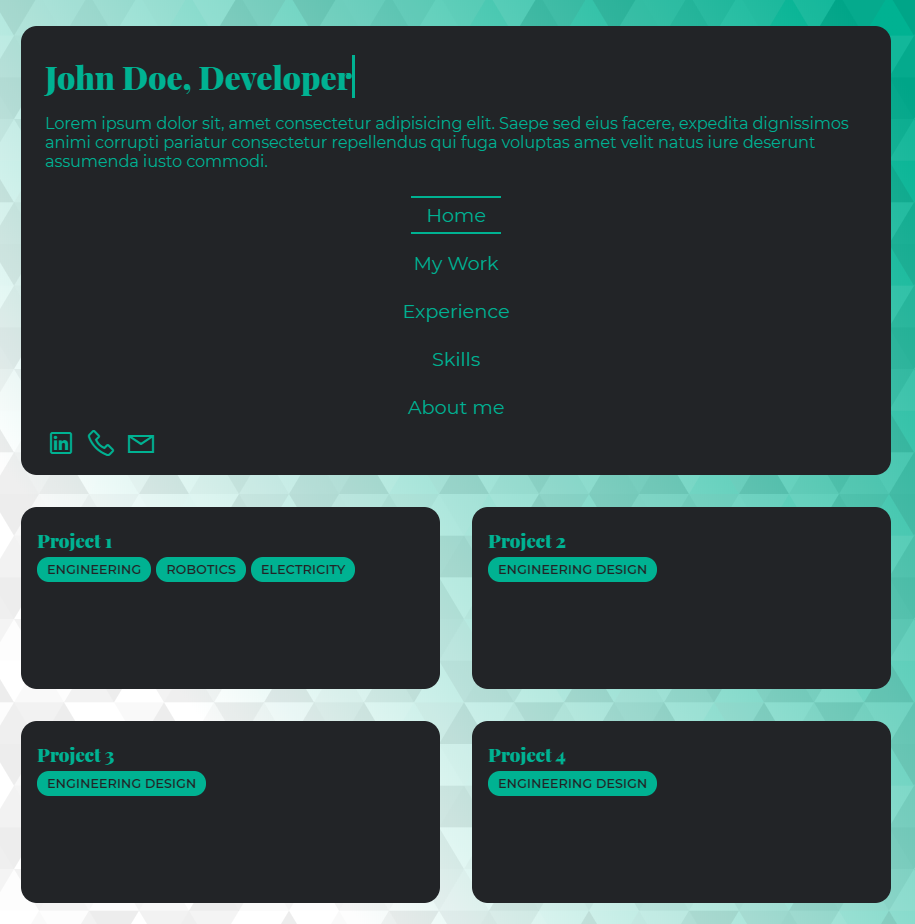 John Doe, Developer
Lorem ipsum dolor sit, amet consectetur adipisicing elit. Saepe sed eius facere, expedita dignissimos
animi corrupti pariatur consectetur repellendus qui fuga voluptas amet velit natus iure deserunt
assumenda iusto commodi.
Home
My Work
Experience
Skills
About me
in
Project 1
ENGINEERING ROBOTICS ELECTRICITY
Project 2
ENGINEERING DESIGN
Project 3
ENGINEERING DESIGN
Project 4
ENGINEERING DESIGN